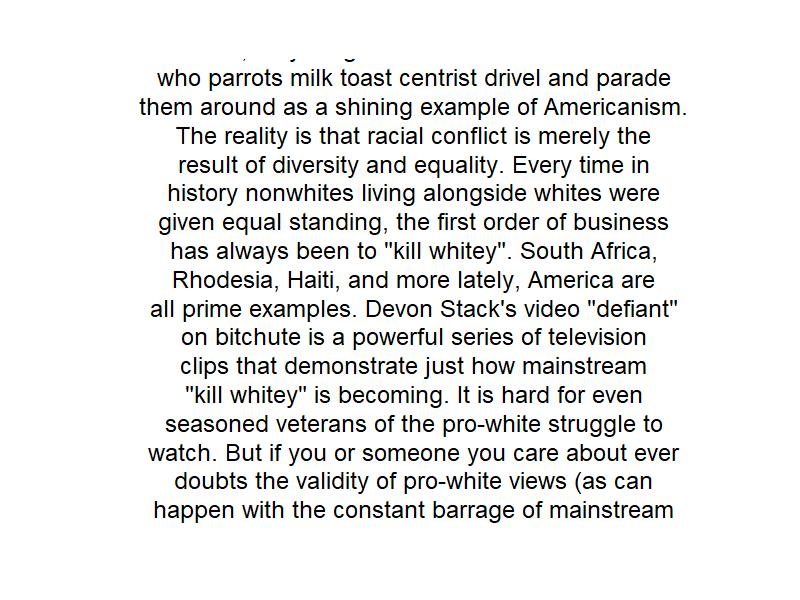 who parrots milk toast centrist drivel and parade
them around as a shining example of Americanism.
The reality is that racial conflict is merely the
result of diversity and equality. Every time in
history nonwhites living alongside whites were
given equal standing, the first order of business
has always been to "kill whitey". South Africa,
Rhodesia, Haiti, and more lately, America are
all prime examples. Devon Stack's video "defiant"
on bitchute is a powerful series of television
clips that demonstrate just how mainstream
"kill whitey" is becoming. It is hard for even
seasoned veterans of the pro-white struggle to
watch. But if you or someone you care about ever
doubts the validity of pro-white views (as can
happen with the constant barrage of mainstream